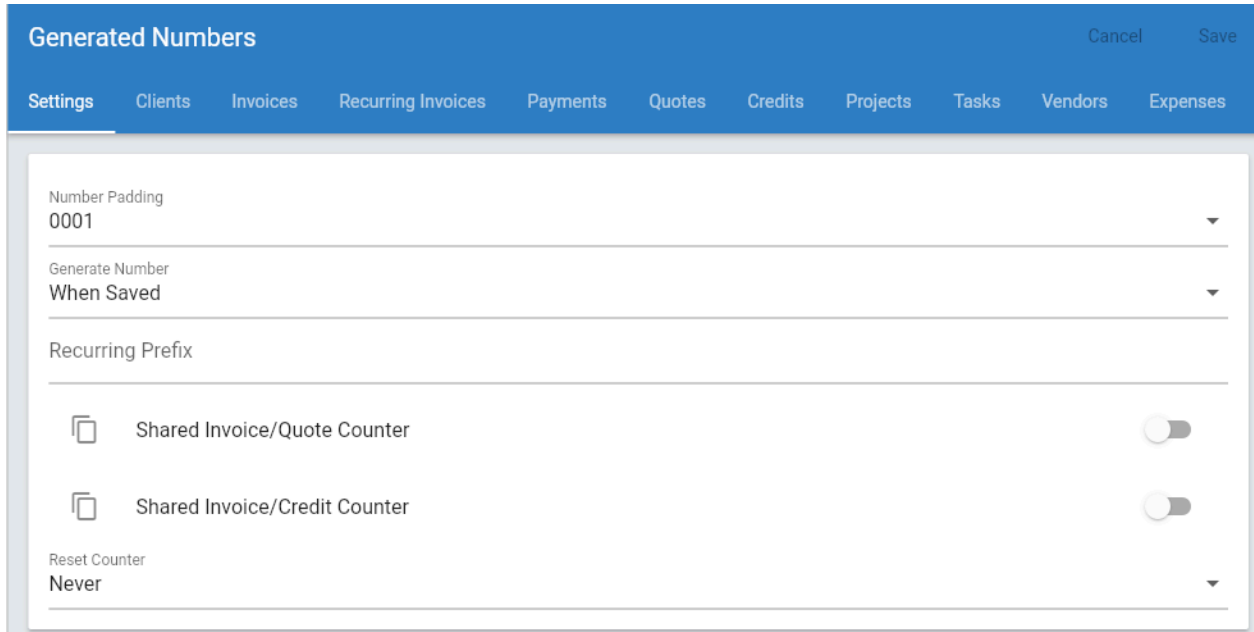 Generated Numbers Cancel Save
Settings Clients Invoices Recurring Invoices Payments Quotes Credits Projects Tasks Vendors Expenses
Number Padding
0001
Generate Number
When Saved
Recurring Prefix
Shared Invoice/Quote Counter
Shared Invoice/Credit Counter
Reset Counter
Never